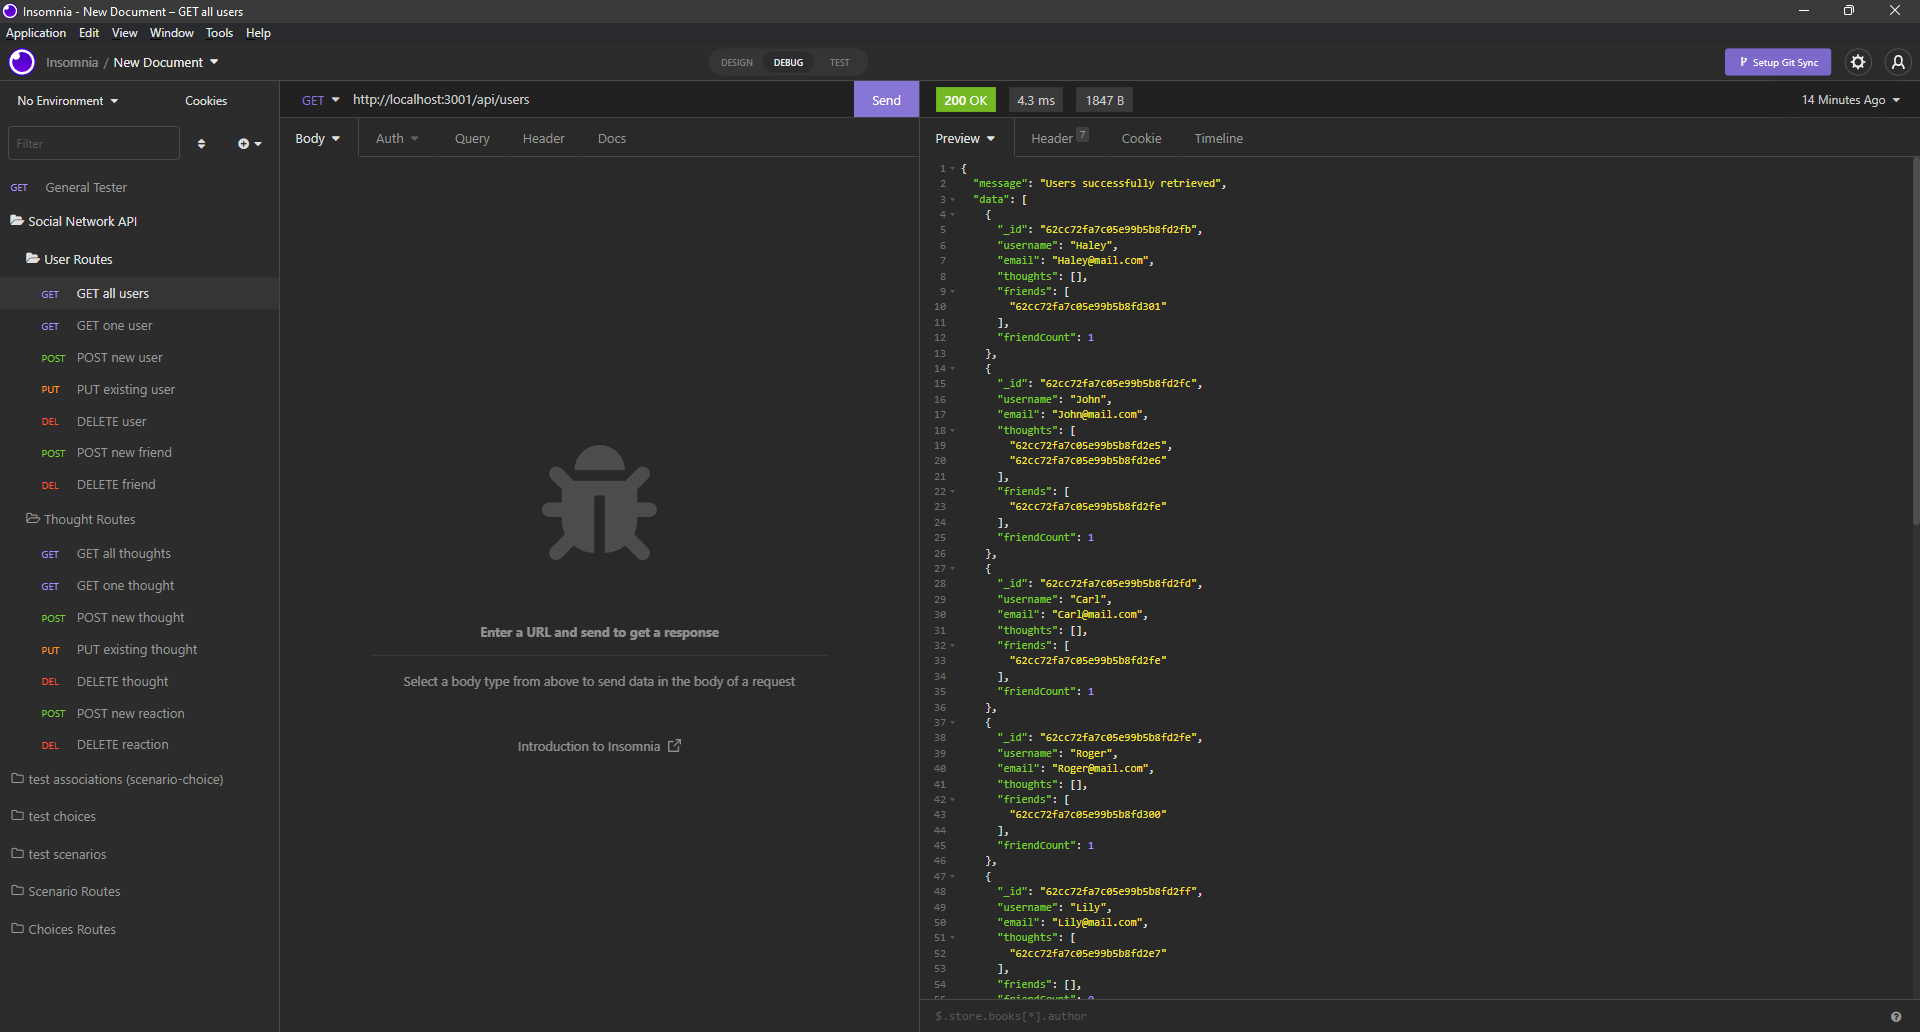 Insomnia - New Document – GET all users
Application Edit View Window Tools Help
Insomnia / New Document
DESIGN DEBUG TEST
Setup Git Sync
No Environment Cookies
GET http://localhost:3001/api/users Send
200 OK 4.3 ms 1847 B 14 Minutes Ago
Filter
Body Auth Query Header Docs
Preview Header 7 Cookie Timeline
GET General Tester
Social Network API
User Routes
GET GET all users
GET GET one user
POST POST new user
PUT PUT existing user
DEL DELETE user
POST POST new friend
DEL DELETE friend
Thought Routes
GET GET all thoughts
GET GET one thought
POST POST new thought
PUT PUT existing thought
DEL DELETE thought
POST POST new reaction
DEL DELETE reaction
test associations (scenario-choice)
test choices
test scenarios
Scenario Routes
Choices Routes
Enter a URL and send to get a response
Select a body type from above to send data in the body of a request
Introduction to Insomnia
1 {
2 "message": "Users successfully retrieved",
3 "data": [
4 {
5 "_id": "62cc72fa7c05e99b5b8fd2fb",
6 "username": "Haley",
7 "email": "Haley@mail.com",
8 "thoughts": [],
9 "friends": [
10 "62cc72fa7c05e99b5b8fd301"
11 ],
12 "friendCount": 1
13 },
14 {
15 "_id": "62cc72fa7c05e99b5b8fd2fc",
16 "username": "John",
17 "email": "John@mail.com",
18 "thoughts": [
19 "62cc72fa7c05e99b5b8fd2e5",
20 "62cc72fa7c05e99b5b8fd2e6"
21 ],
22 "friends": [
23 "62cc72fa7c05e99b5b8fd2fe"
24 ],
25 "friendCount": 1
26 },
27 {
28 "_id": "62cc72fa7c05e99b5b8fd2fd",
29 "username": "Carl",
30 "email": "Carl@mail.com",
31 "thoughts": [],
32 "friends": [
33 "62cc72fa7c05e99b5b8fd2fe"
34 ],
35 "friendCount": 1
36 },
37 {
38 "_id": "62cc72fa7c05e99b5b8fd2fe",
39 "username": "Roger",
40 "email": "Roger@mail.com",
41 "thoughts": [],
42 "friends": [
43 "62cc72fa7c05e99b5b8fd300"
44 ],
45 "friendCount": 1
46 },
47 {
48 "_id": "62cc72fa7c05e99b5b8fd2ff",
49 "username": "Lily",
50 "email": "Lily@mail.com",
51 "thoughts": [
52 "62cc72fa7c05e99b5b8fd2e7"
53 ],
54 "friends": [],
55 "friendCount": 0
$.store.books[*].author